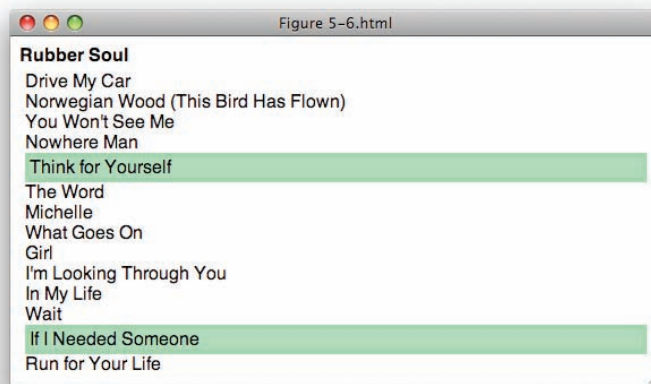 Figure 5-6.html
Rubber Soul
Drive My Car
Norwegian Wood (This Bird Has Flown)
You Won't See Me
Nowhere Man
Think for Yourself
The Word
Michelle
What Goes On
Girl
I'm Looking Through You
In My Life
Wait
If I Needed Someone
Run for Your Life